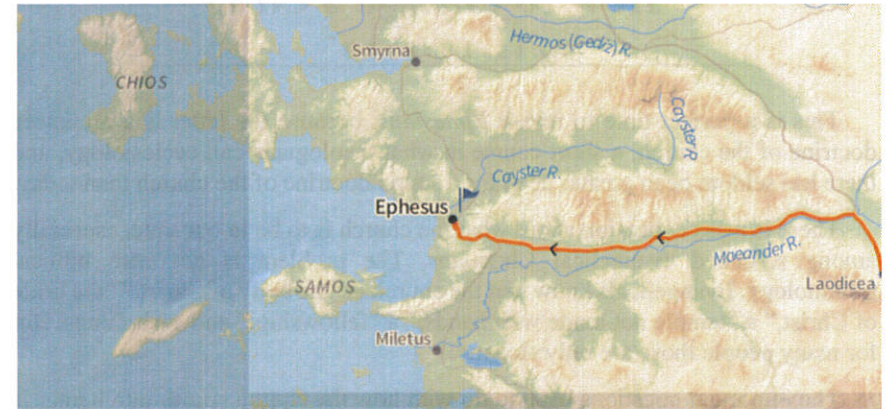 Smyrna
Hermos (Gediz) R.
CHIOS
Cayster R.
Cayster R.
Ephesus
Maeander R.
SAMOS
Laodicea
Miletus